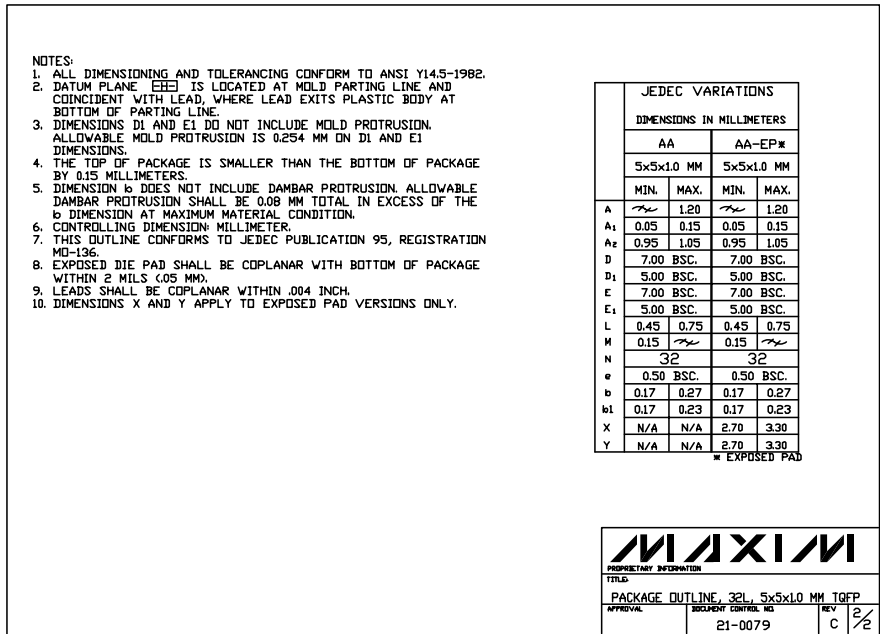 NOTES:
1. ALL DIMENSIONING AND TOLERANCING CONFORM TO ANSI Y14.5-1982.
2. DATUM PLANE -H- IS LOCATED AT MOLD PARTING LINE AND
COINCIDENT WITH LEAD, WHERE LEAD EXITS PLASTIC BODY AT
BOTTOM OF PARTING LINE.
3. DIMENSIONS D1 AND E1 DO NOT INCLUDE MOLD PROTRUSION.
ALLOWABLE MOLD PROTRUSION IS 0.254 MM ON D1 AND E1
DIMENSIONS.
4. THE TOP OF PACKAGE IS SMALLER THAN THE BOTTOM OF PACKAGE
BY 0.15 MILLIMETERS.
5. DIMENSION b DOES NOT INCLUDE DAMBAR PROTRUSION. ALLOWABLE
DAMBAR PROTRUSION SHALL BE 0.08 MM TOTAL IN EXCESS OF THE
b DIMENSION AT MAXIMUM MATERIAL CONDITION.
6. CONTROLLING DIMENSION: MILLIMETER.
7. THIS OUTLINE CONFORMS TO JEDEC PUBLICATION 95, REGISTRATION
MO-136.
8. EXPOSED DIE PAD SHALL BE COPLANAR WITH BOTTOM OF PACKAGE
WITHIN 2 MILS (.05 MM).
9. LEADS SHALL BE COPLANAR WITHIN .004 INCH.
10. DIMENSIONS X AND Y APPLY TO EXPOSED PAD VERSIONS ONLY.
JEDEC VARIATIONS
DIMENSIONS IN MILLIMETERS
AA AA-EP*
5x5x1.0 MM 5x5x1.0 MM
MIN. MAX. MIN. MAX.
A 1.20 1.20
A1 0.05 0.15 0.05 0.15
A2 0.95 1.05 0.95 1.05
D 7.00 BSC. 7.00 BSC.
D1 5.00 BSC. 5.00 BSC.
E 7.00 BSC. 7.00 BSC.
E1 5.00 BSC. 5.00 BSC.
L 0.45 0.75 0.45 0.75
M 0.15 0.15
N 32 32
e 0.50 BSC. 0.50 BSC.
b 0.17 0.27 0.17 0.27
b1 0.17 0.23 0.17 0.23
X N/A N/A 2.70 3.30
Y N/A N/A 2.70 3.30
* EXPOSED PAD
MAXIM
PROPRIETARY INFORMATION
TITLE:
PACKAGE OUTLINE, 32L, 5x5x1.0 MM TQFP
APPROVAL DOCUMENT CONTROL NO. REV
21-0079 C 2/2